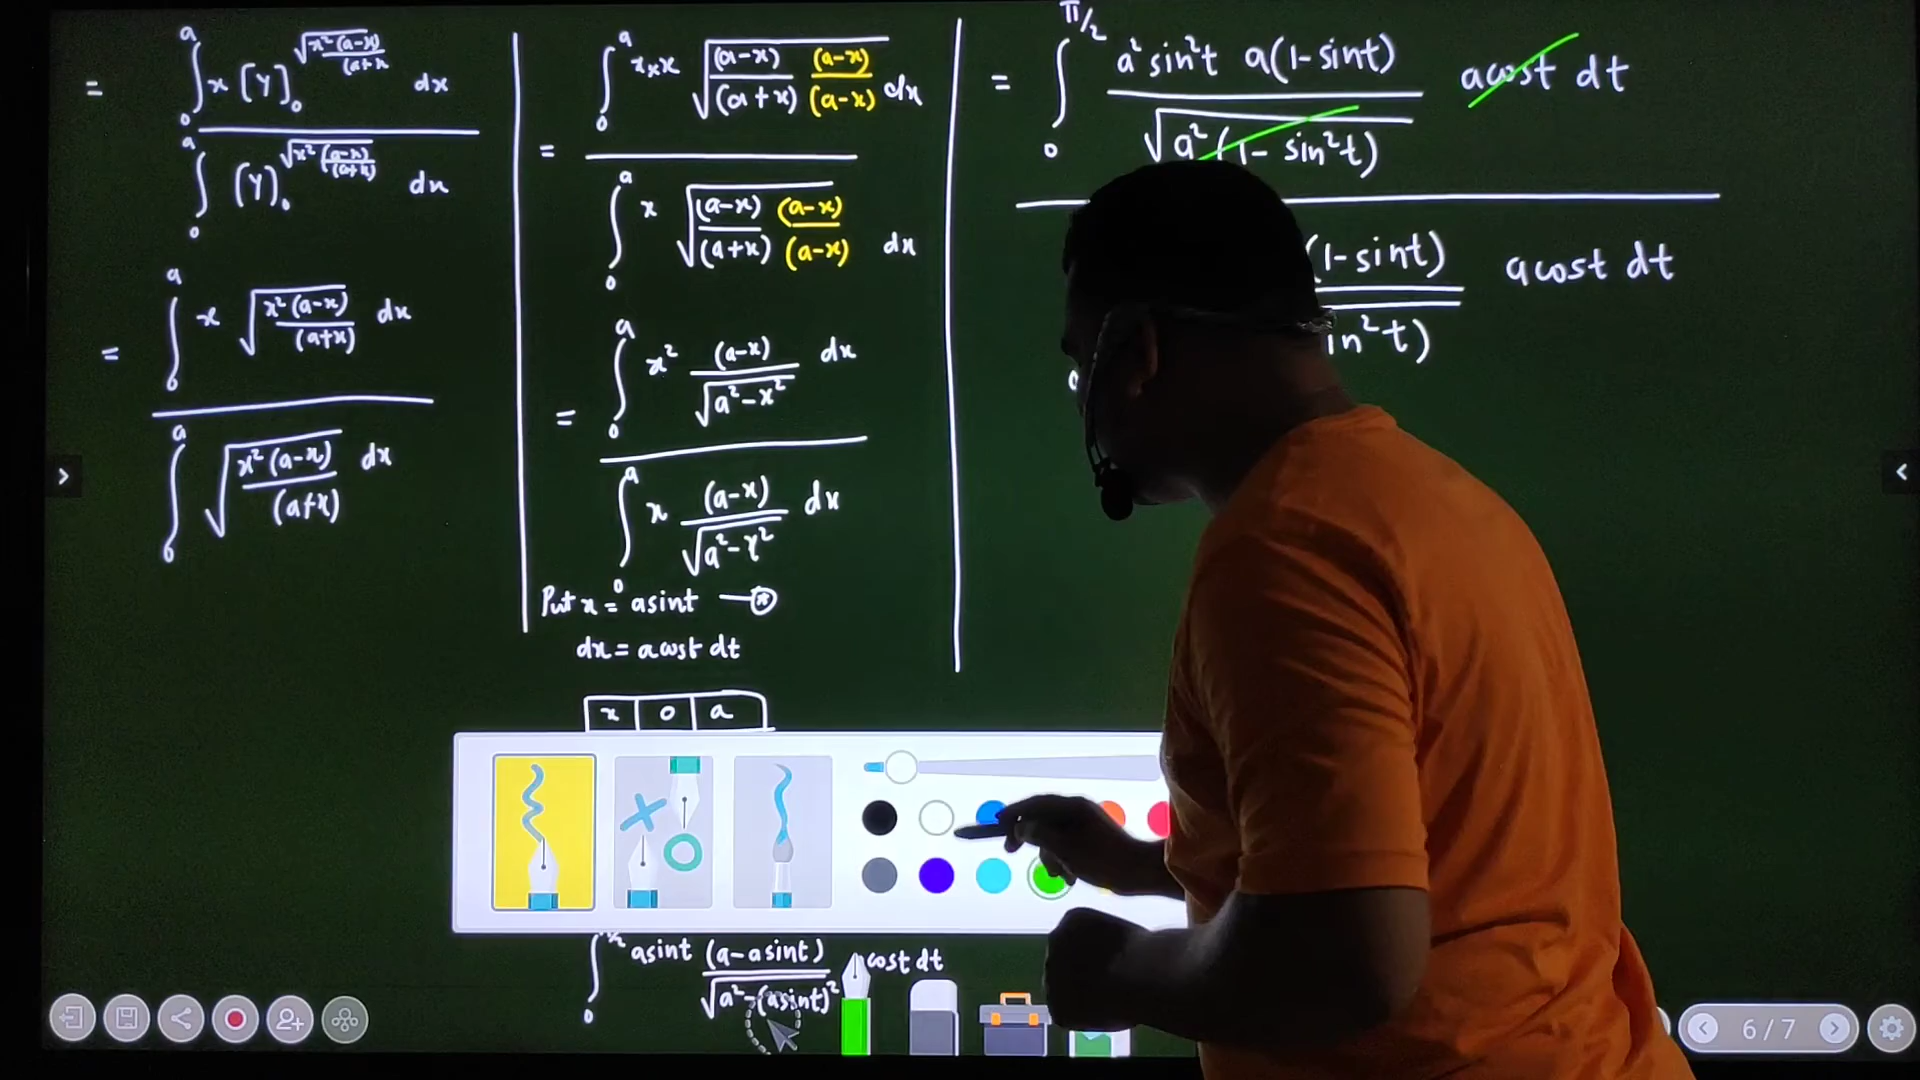 = ∫₀ᵃ x [y]₀^√(x²(a-x)/(a+x)) dx
∫₀ᵃ (y)₀^√(x²(a-x)/(a+x)) dx
= ∫₀ᵃ x √(x²(a-x)/(a+x)) dx
∫₀ᵃ √(x²(a-x)/(a+x)) dx
= ∫₀ᵃ x×x √((a-x)/(a+x) (a-x)/(a-x)) dx
∫₀ᵃ x √((a-x)/(a+x) (a-x)/(a-x)) dx
= ∫₀ᵃ x² (a-x)/√(a²-x²) dx
∫₀ᵃ x (a-x)/√(a²-x²) dx
Put x = asint —⊛
dx = acost dt
x 0 a
asint (a-asint)/√(a²-(asint)² cost dt
0
= ∫₀^π/2 a²sin²t a(1-sint)/√(a²(1-sin²t)) acost dt
(1-sint) acost dt
in²t)
6/7